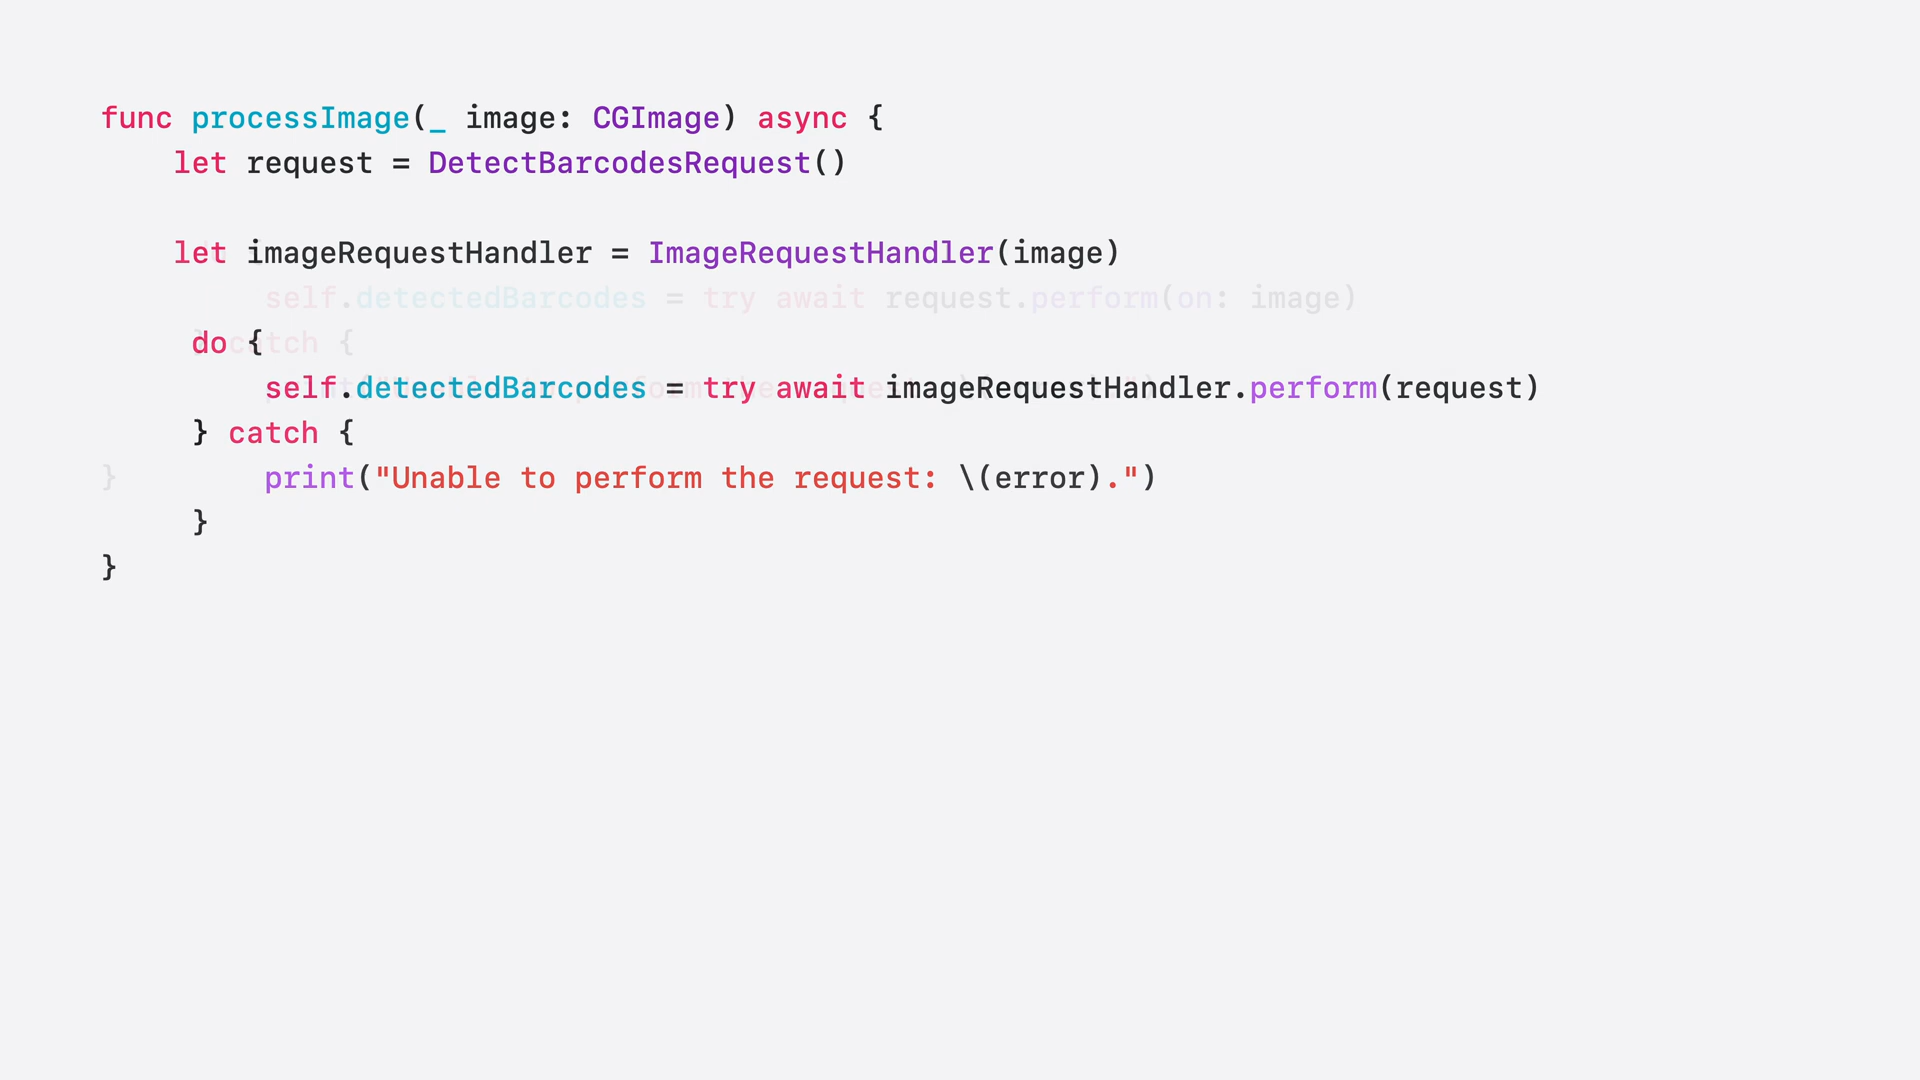 func processImage(_ image: CGImage) async {
let request = DetectBarcodesRequest()
let imageRequestHandler = ImageRequestHandler(image)
self.detectedBarcodes = try await request.perform(on: image)
do {
catch {
self.detectedBarcodes = try await imageRequestHandler.perform(request)
} catch {
} print("Unable to perform the request: \(error).")
}
}